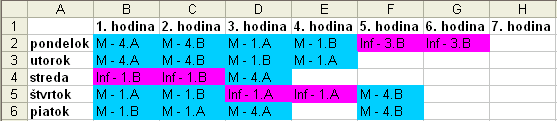 A B C D E F G H
1 1. hodina 2. hodina 3. hodina 4. hodina 5. hodina 6. hodina 7. hodina
2 pondelok M - 4.A M - 4.B M - 1.A M - 1.B Inf - 3.B Inf - 3.B
3 utorok M - 4.A M - 4.B M - 1.B M - 1.A
4 streda Inf - 1.B Inf - 1.B M - 4.A
5 štvrtok M - 1.A M - 4.A Inf - 1.A Inf - 1.A M - 4.B
6 piatok M - 1.B M - 1.A M - 4.A M - 4.B